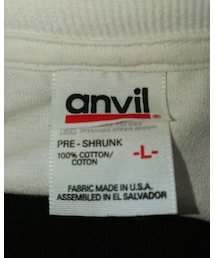 anvil
PRE-SHRUNK
100% COTTON/
COTON
-L-
FABRIC MADE IN U.S.A.
ASSEMBLED IN EL SALVADOR